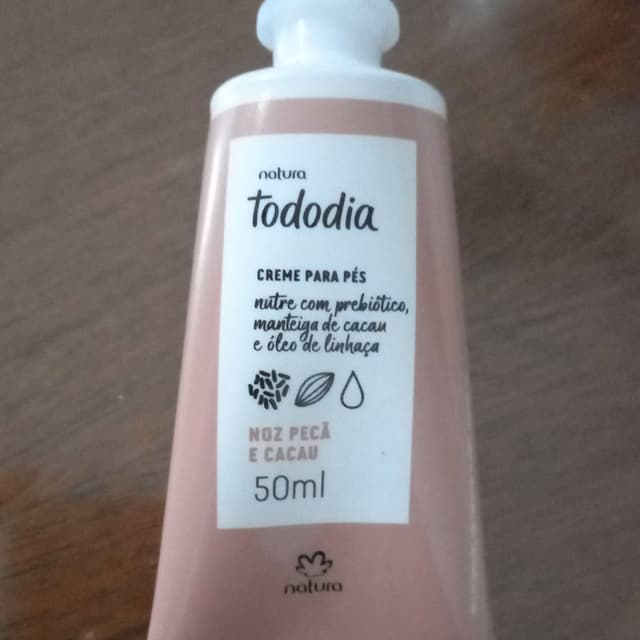 natura
tododia
CREME PARA PÉS
nutre com prebiótico,
manteiga de cacau
e óleo de linhaça
NOZ PECÃ
E CACAU
50ml
natura